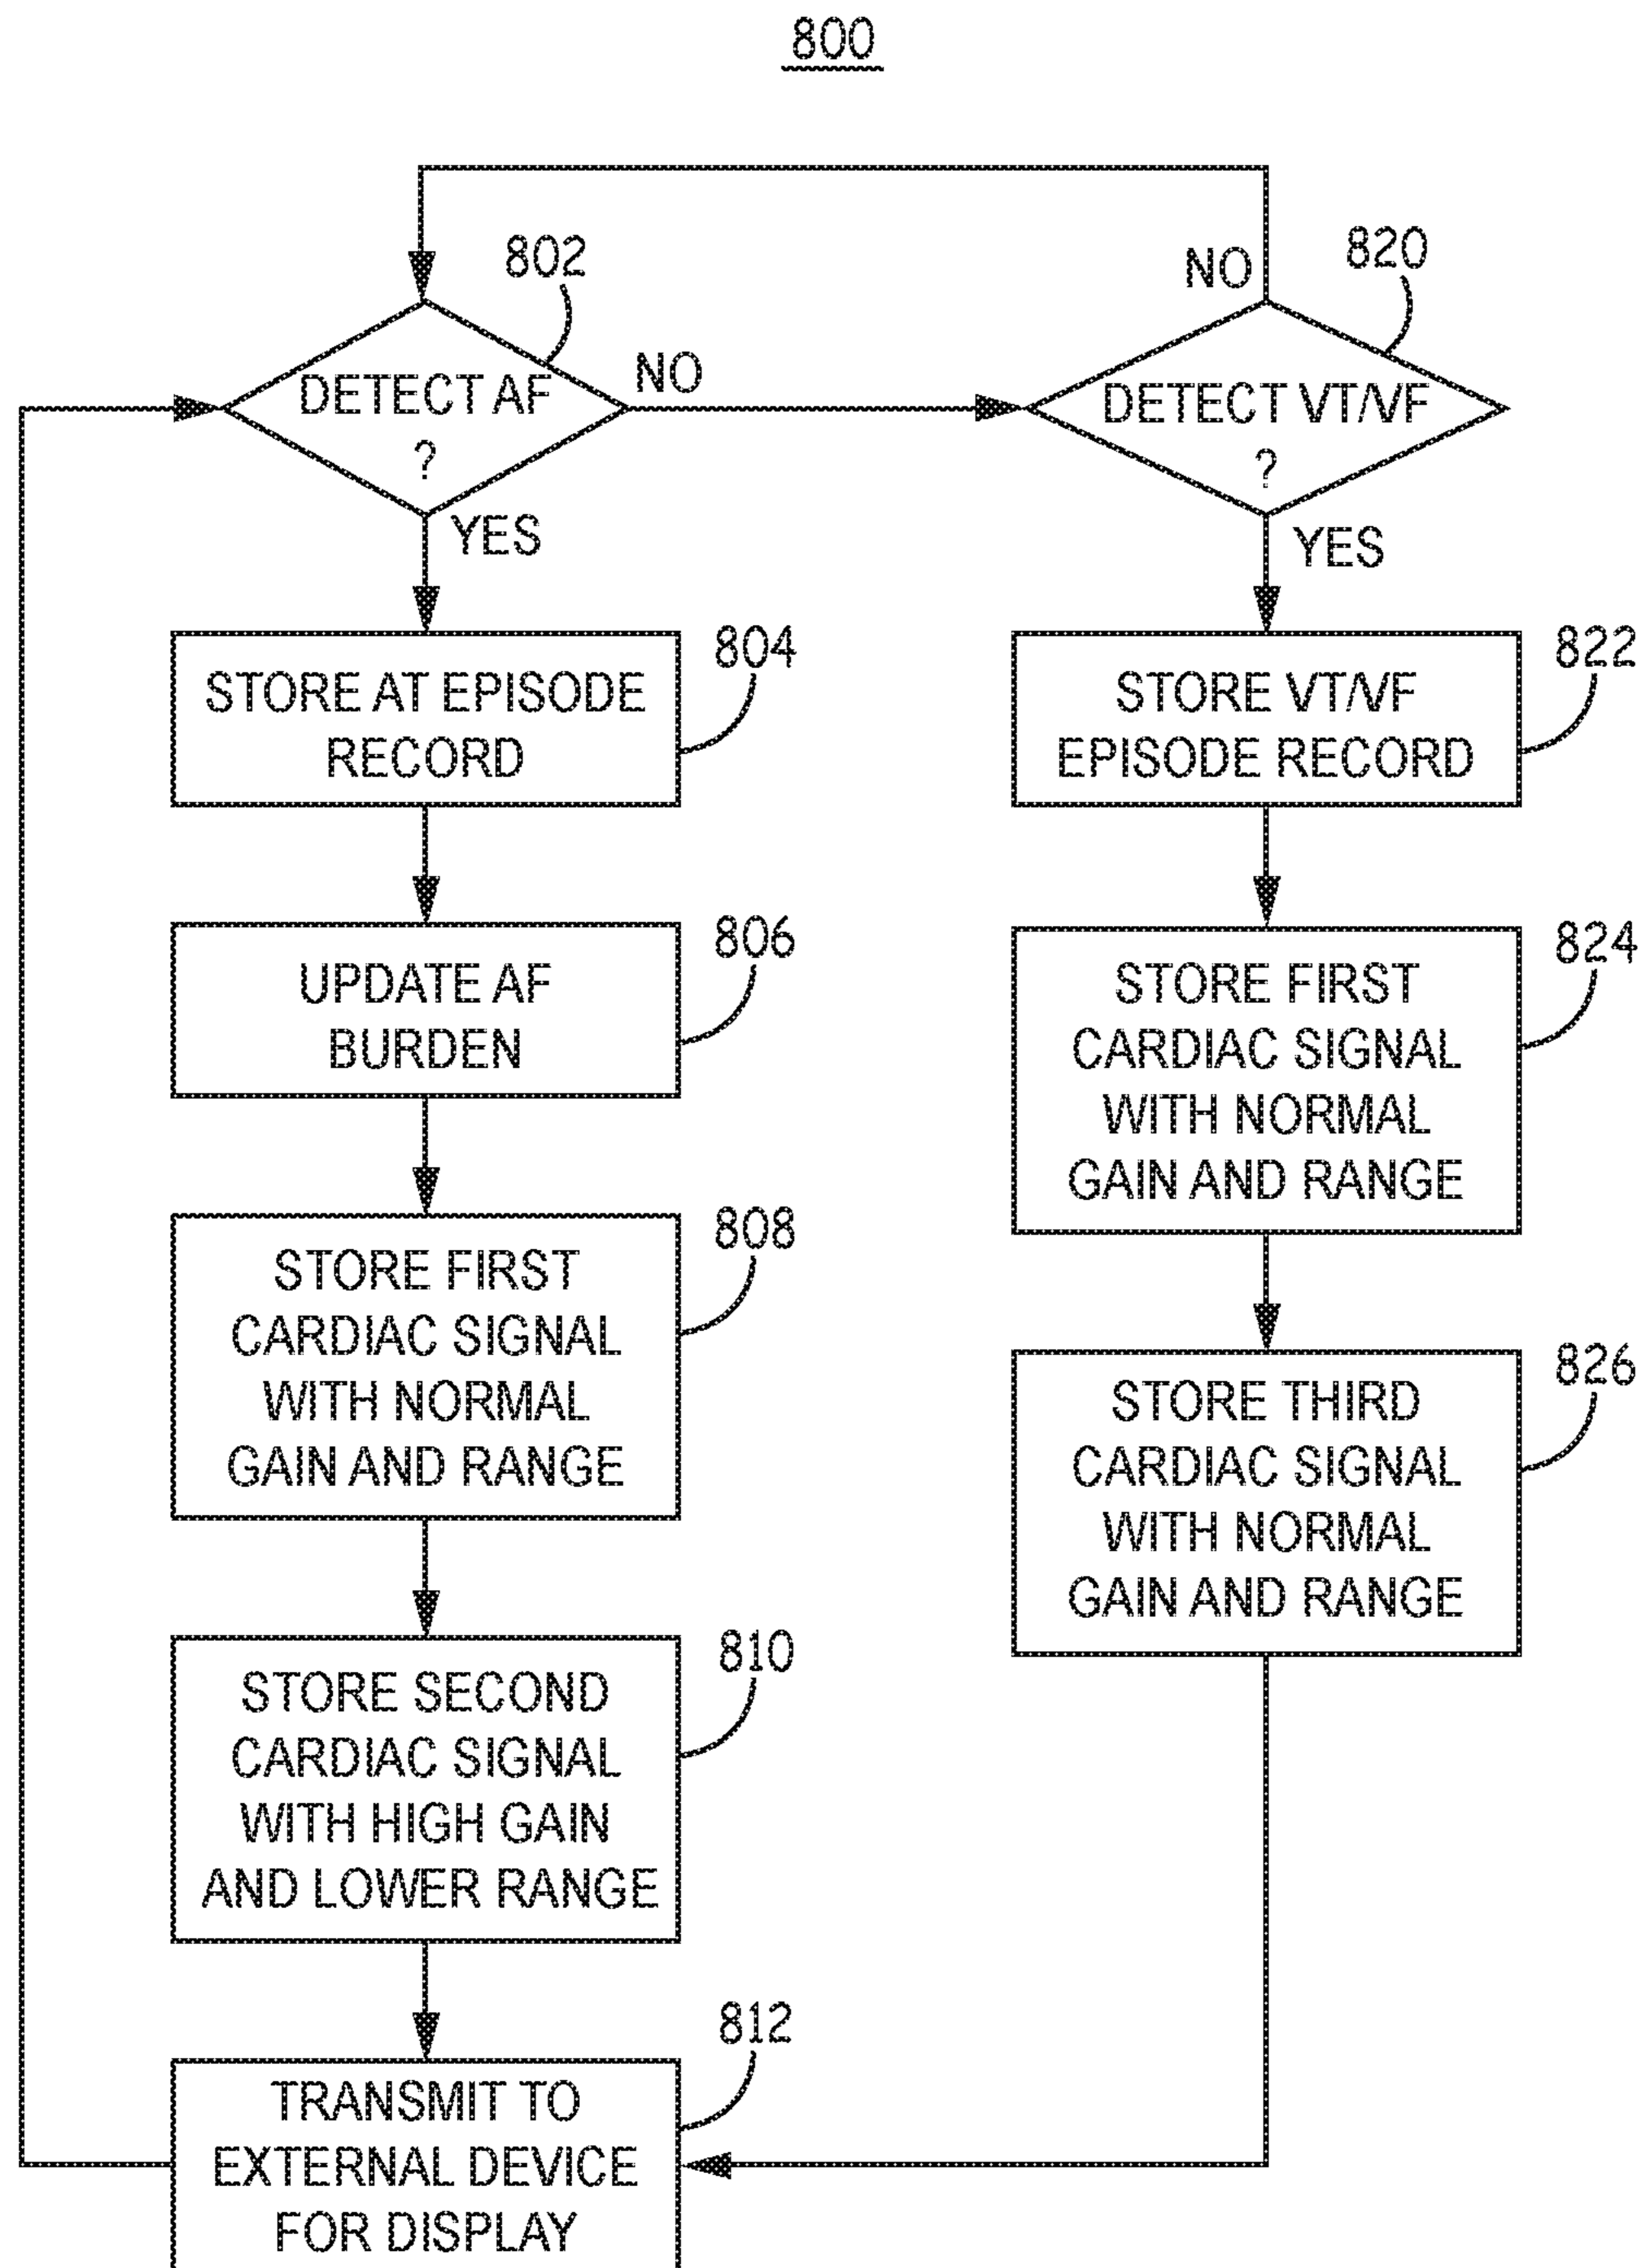 800
802
DETECT AF
?
NO
YES
820
NO
DETECT VT/VF
?
YES
804
STORE AT EPISODE
RECORD
822
STORE VT/VF
EPISODE RECORD
806
UPDATE AF
BURDEN
824
STORE FIRST
CARDIAC SIGNAL
WITH NORMAL
GAIN AND RANGE
808
STORE FIRST
CARDIAC SIGNAL
WITH NORMAL
GAIN AND RANGE
826
STORE THIRD
CARDIAC SIGNAL
WITH NORMAL
GAIN AND RANGE
810
STORE SECOND
CARDIAC SIGNAL
WITH HIGH GAIN
AND LOWER RANGE
812
TRANSMIT TO
EXTERNAL DEVICE
FOR DISPLAY